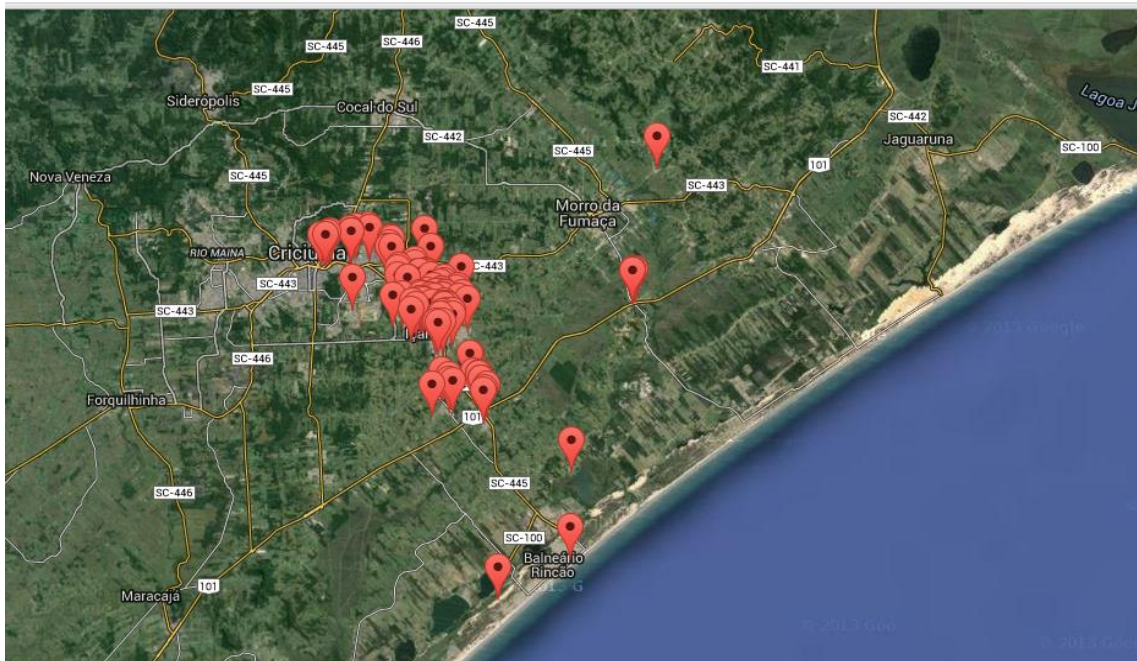 SC-445
SC-446
SC-445
SC-441
Siderópolis
SC-445
Cocal do Sul
Lagoa J
SC-442
SC-442
Jaguaruna
SC-445
SC-100
101
Nova Veneza
SC-445
SC-443
Morro da
Fumaça
RIO MAINA
SC-443
SC-443
SC-443
SC-446
© 2013 Google
Forquilhinha
101
SC-445
SC-446
SC-100
Balneário
Rincão
101
Maracajá
© 2013 Goo